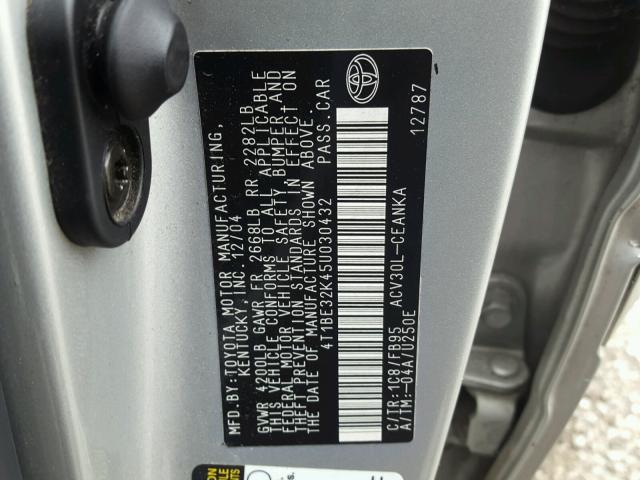 MFD.BY:TOYOTA MOTOR MANUFACTURING,
KENTUCKY, INC. 12/04
GVWR 4200LB GAWR FR 2668LB RR 2282LB
THIS VEHICLE CONFORMS TO ALL APPLICABLE
FEDERAL MOTOR VEHICLE SAFETY BUMPER AND
THEFT PREVENTION STANDARDS IN EFFECT ON
THE DATE OF MANUFACTURE SHOWN ABOVE.
4T1BE32K45U030432 PASS.CAR
C/TR:1C8/FB95 ACV30L-CEANKA
A/TM:-04A/U250E
12787